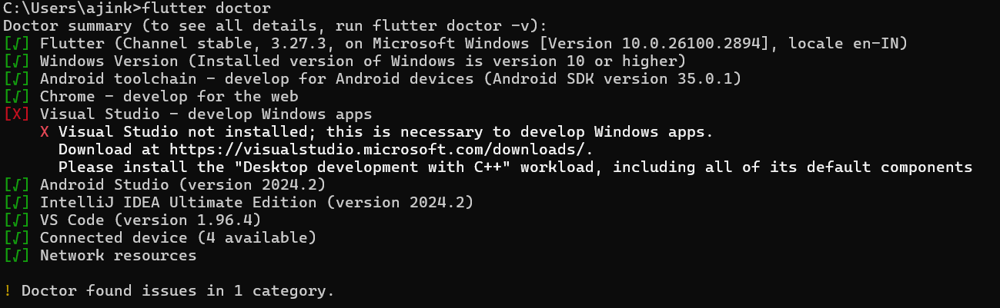 C:\Users\ajink>flutter doctor
Doctor summary (to see all details, run flutter doctor -v):
[√] Flutter (Channel stable, 3.27.3, on Microsoft Windows [Version 10.0.26100.2894], locale en-IN)
[√] Windows Version (Installed version of Windows is version 10 or higher)
[√] Android toolchain - develop for Android devices (Android SDK version 35.0.1)
[√] Chrome - develop for the web
[X] Visual Studio - develop Windows apps
    X Visual Studio not installed; this is necessary to develop Windows apps.
      Download at https://visualstudio.microsoft.com/downloads/.
      Please install the "Desktop development with C++" workload, including all of its default components
[√] Android Studio (version 2024.2)
[√] IntelliJ IDEA Ultimate Edition (version 2024.2)
[√] VS Code (version 1.96.4)
[√] Connected device (4 available)
[√] Network resources
! Doctor found issues in 1 category.